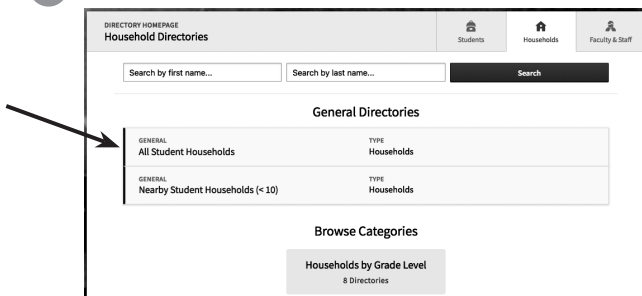 DIRECTORY HOMEPAGE
Household Directories
Students
Households
Faculty & Staff
Search by first name...
Search by last name...
Search
General Directories
GENERAL
TYPE
All Student Households
Households
GENERAL
TYPE
Nearby Student Households (< 10)
Households
Browse Categories
Households by Grade Level
8 Directories